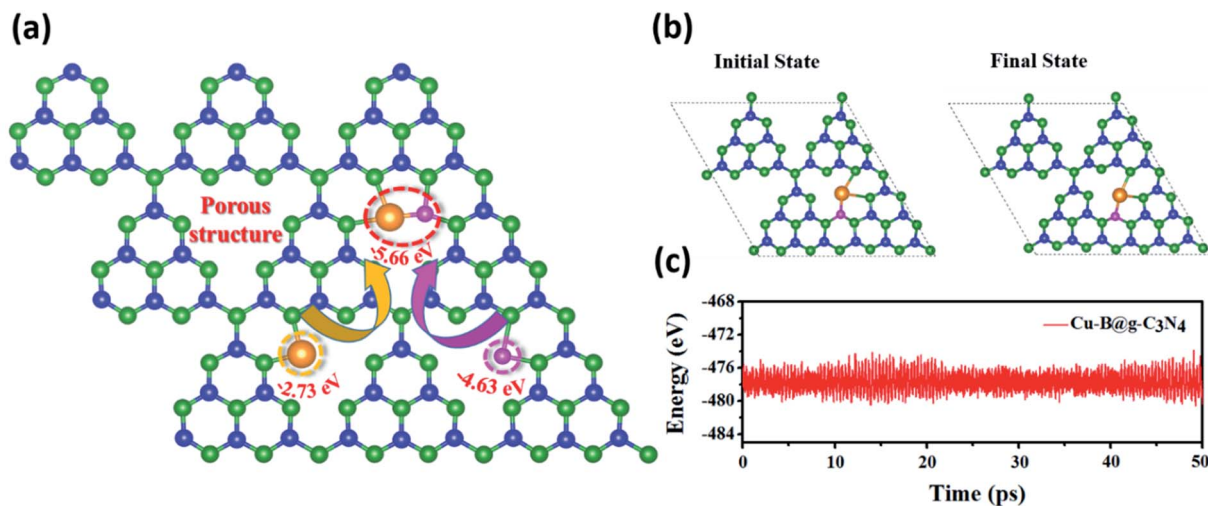 (a)
Porous
structure
-5.66 eV
-2.73 eV
-4.63 eV
(b)
Initial State
Final State
(c)
Energy (eV)
-468
-472
-476
-480
-484
Cu-B@g-C₃N₄
0
10
20
30
40
50
Time (ps)